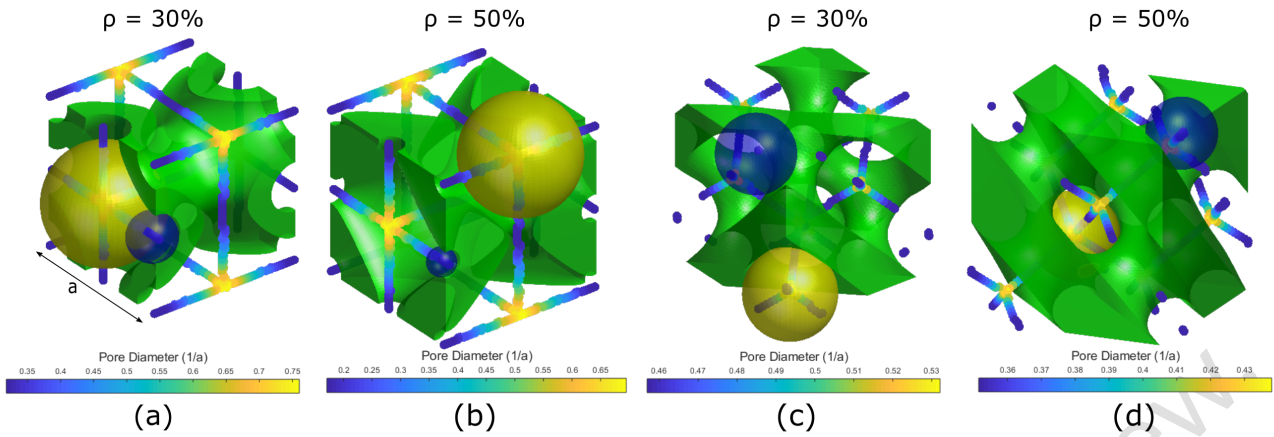 ρ = 30%
ρ = 50%
ρ = 30%
ρ = 50%
a
Pore Diameter (1/a)
0.35 0.4 0.45 0.5 0.55 0.6 0.65 0.7 0.75
(a)
Pore Diameter (1/a)
0.2 0.25 0.3 0.35 0.4 0.45 0.5 0.55 0.6 0.65
(b)
Pore Diameter (1/a)
0.46 0.47 0.48 0.49 0.5 0.51 0.52 0.53
(c)
Pore Diameter (1/a)
0.36 0.37 0.38 0.39 0.4 0.41 0.42 0.43
(d)